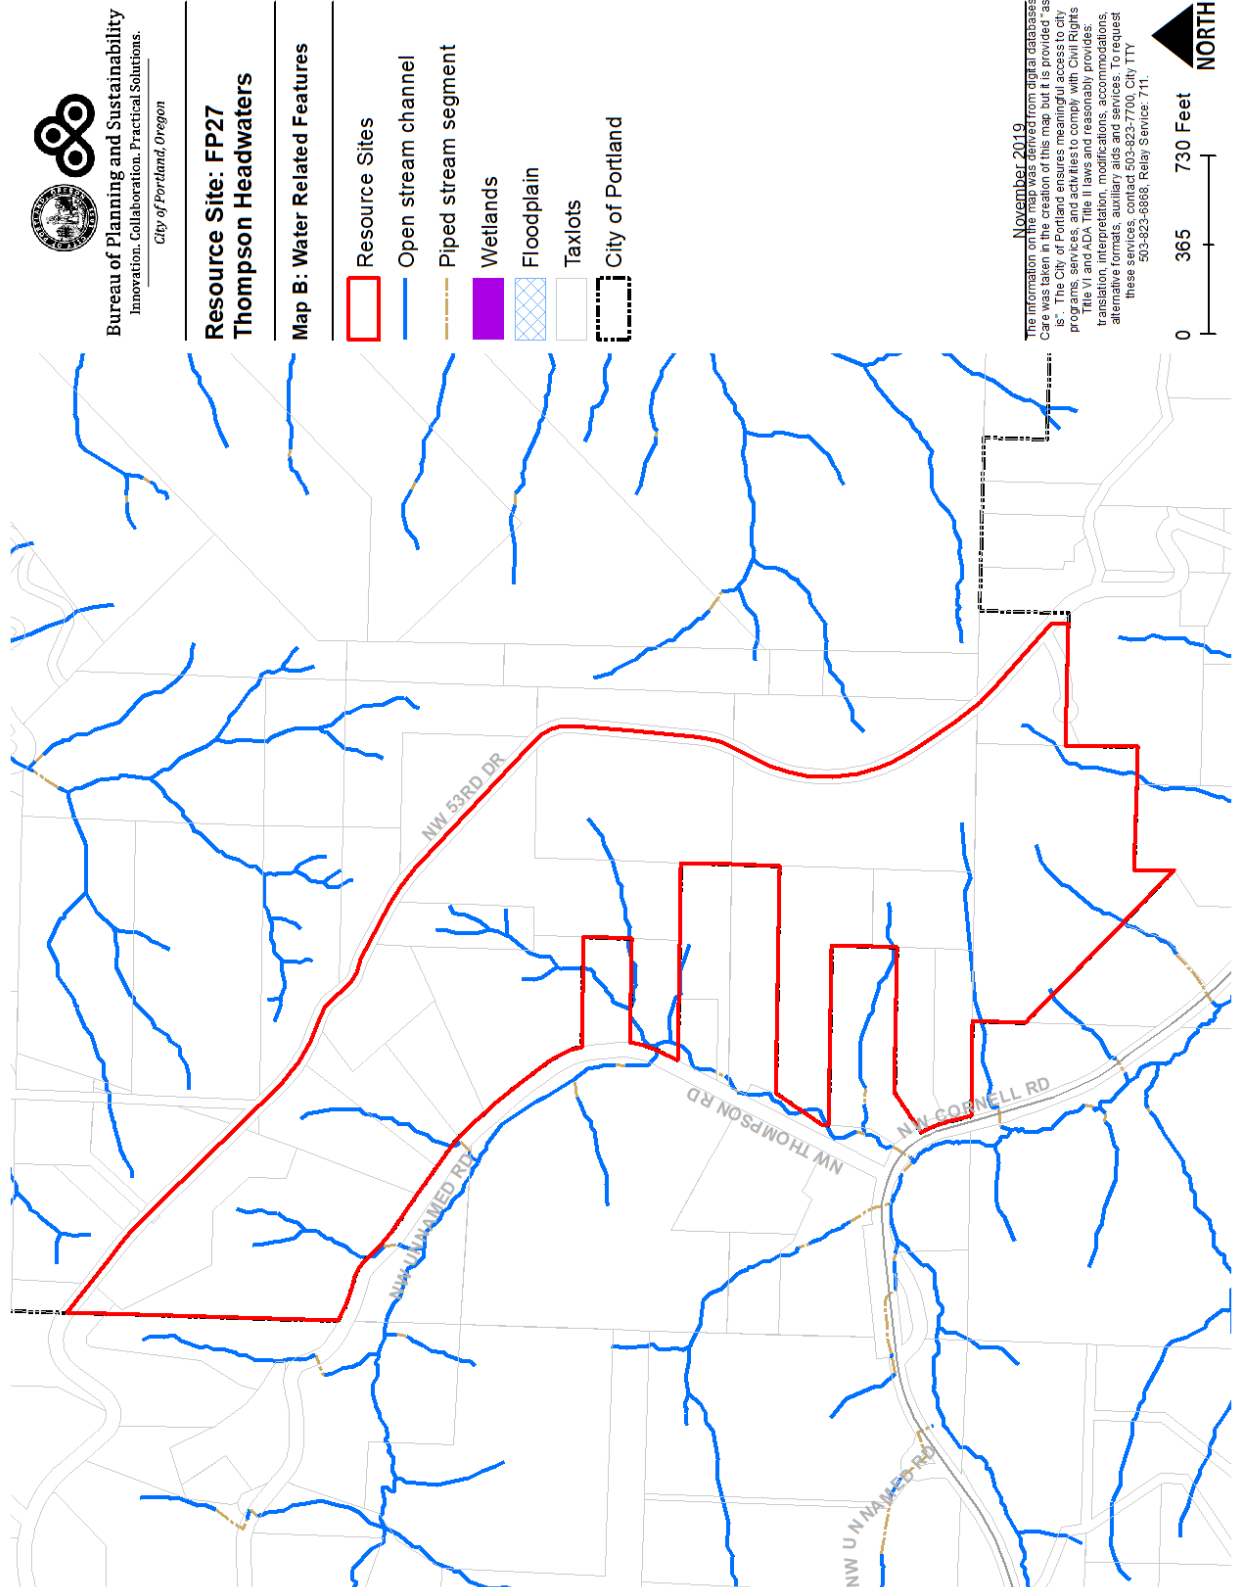 Bureau of Planning and Sustainability
Innovation. Collaboration. Practical Solutions.
City of Portland, Oregon
Resource Site: FP27
Thompson Headwaters
Map B: Water Related Features
Resource Sites
Open stream channel
Piped stream segment
Wetlands
Floodplain
Taxlots
City of Portland
November 2019
The information on the map was derived from digital databases
Care was taken in the creation of this map but it is provided "as
is". The City of Portland ensures meaningful access to city
programs, services, and activities to comply with Civil Rights
Title VI and ADA Title II laws and reasonably provides:
translation, interpretation, modifications, accommodations,
alternative formats, auxiliary aids and services. To request
these services, contact 503-823-7700, City TTY
503-823-6868, Relay Service: 711.
0 365 730 Feet
NORTH
NW 53RD DR
NW UNNAMED RD
NW THOMPSON RD
NW CORNELL RD
NW UNNAMED RD